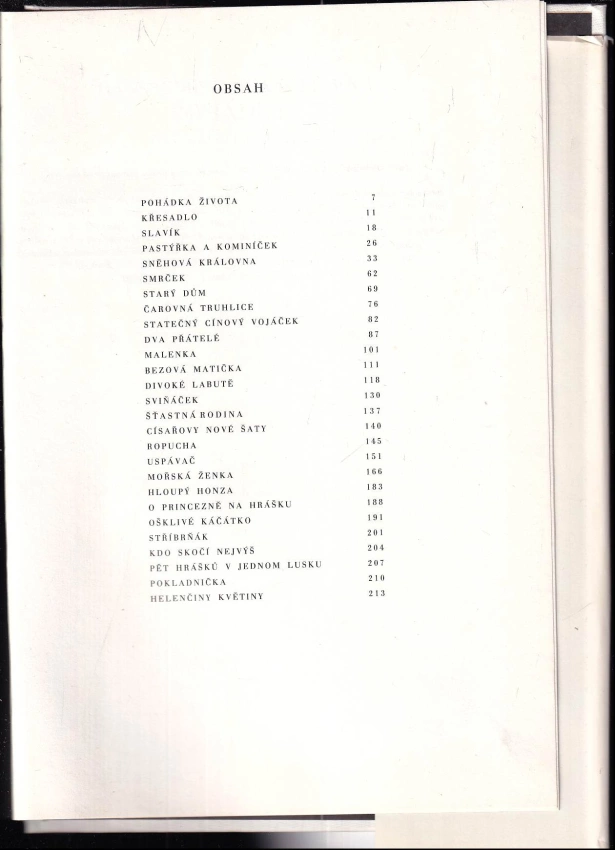 OBSAH
POHÁDKA ŽIVOTA 7
KŘESADLO 11
SLAVÍK 18
PASTÝŘKA A KOMINÍČEK 26
SNĚHOVÁ KRÁLOVNA 33
SMRČEK 62
STARÝ DŮM 69
ČAROVNÁ TRUHLICE 76
STATEČNÝ CÍNOVÝ VOJÁČEK 82
DVA PŘÁTELÉ 87
MALENKA 101
BEZOVÁ MATIČKA 111
DIVOKÉ LABUTĚ 118
SVIŇÁČEK 130
ŠŤASTNÁ RODINA 137
CÍSAŘOVY NOVÉ ŠATY 140
ROPUCHA 145
USPÁVAČ 151
MOŘSKÁ ŽENKA 166
HLOUPÝ HONZA 183
O PRINCEZNĚ NA HRÁŠKU 188
OŠKLIVÉ KÁČÁTKO 191
STŘÍBRŇÁK 201
KDO SKOČÍ NEJVÝŠ 204
PĚT HRÁŠKŮ V JEDNOM LUSKU 207
POKLADNIČKA 210
HELENČINY KVĚTINY 213